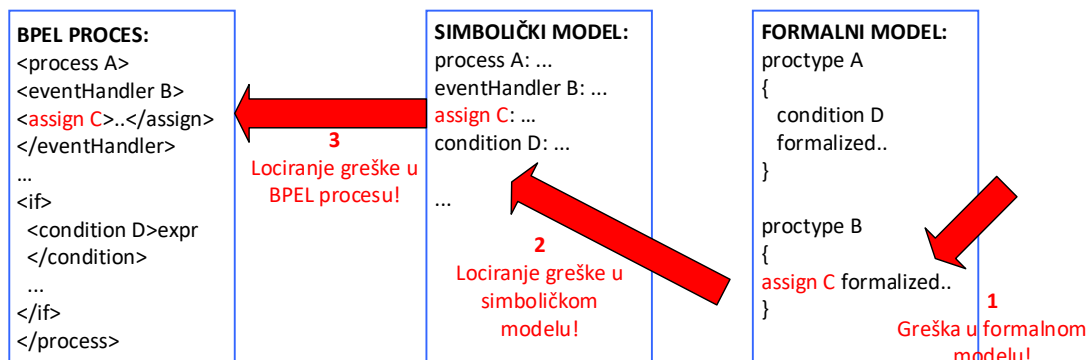 BPEL PROCES:
<process A>
<eventHandler B>
<assign C>..</assign>
</eventHandler>
...
<if>
<condition D>expr
</condition>
...
</if>
</process>
3
Lociranje greške u
BPEL procesu!
SIMBOLIČKI MODEL:
process A: ...
eventHandler B: ...
assign C: ...
condition D: ...
...
2
Lociranje greške u
simboličkom
modelu!
FORMALNI MODEL:
proctype A
{
condition D
formalized..
}
proctype B
{
assign C formalized..
}
1
Greška u formalnom
modelu!